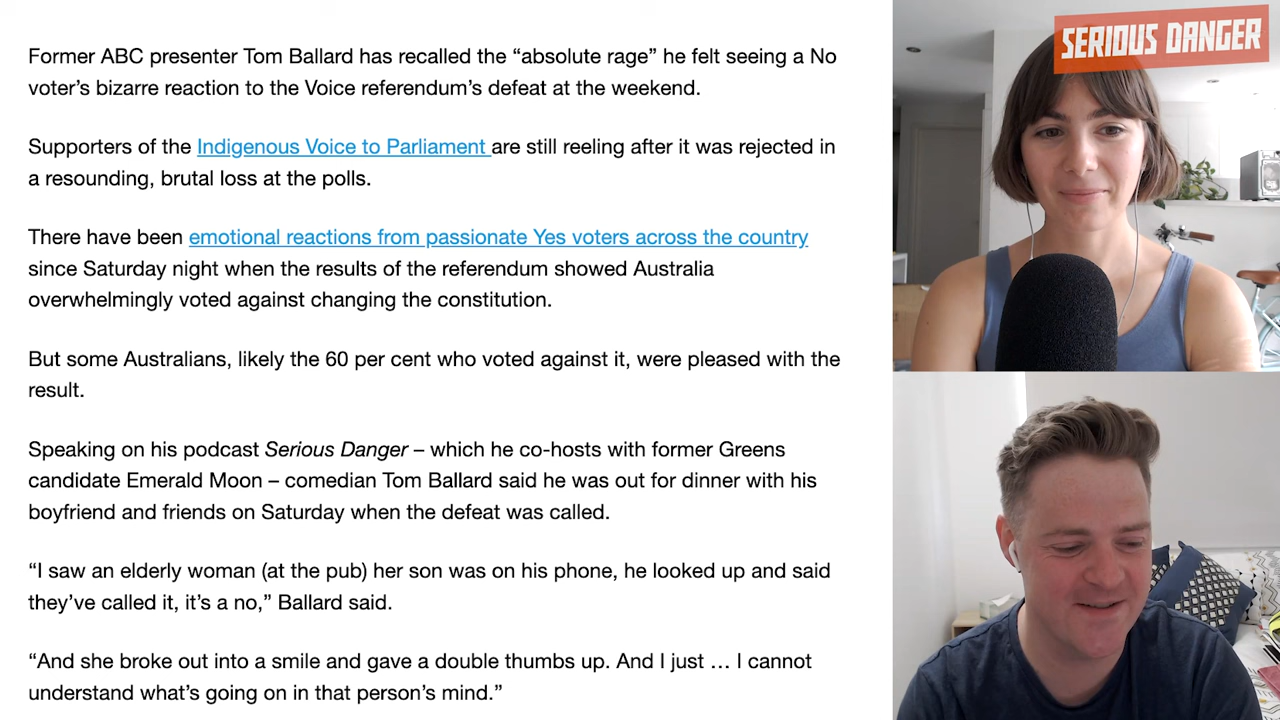 SERIOUS DANGER
Former ABC presenter Tom Ballard has recalled the “absolute rage” he felt seeing a No
voter’s bizarre reaction to the Voice referendum’s defeat at the weekend.
Supporters of the Indigenous Voice to Parliament are still reeling after it was rejected in
a resounding, brutal loss at the polls.
There have been emotional reactions from passionate Yes voters across the country
since Saturday night when the results of the referendum showed Australia
overwhelmingly voted against changing the constitution.
But some Australians, likely the 60 per cent who voted against it, were pleased with the
result.
Speaking on his podcast Serious Danger – which he co-hosts with former Greens
candidate Emerald Moon – comedian Tom Ballard said he was out for dinner with his
boyfriend and friends on Saturday when the defeat was called.
“I saw an elderly woman (at the pub) her son was on his phone, he looked up and said
they’ve called it, it’s a no,” Ballard said.
“And she broke out into a smile and gave a double thumbs up. And I just … I cannot
understand what’s going on in that person’s mind.”